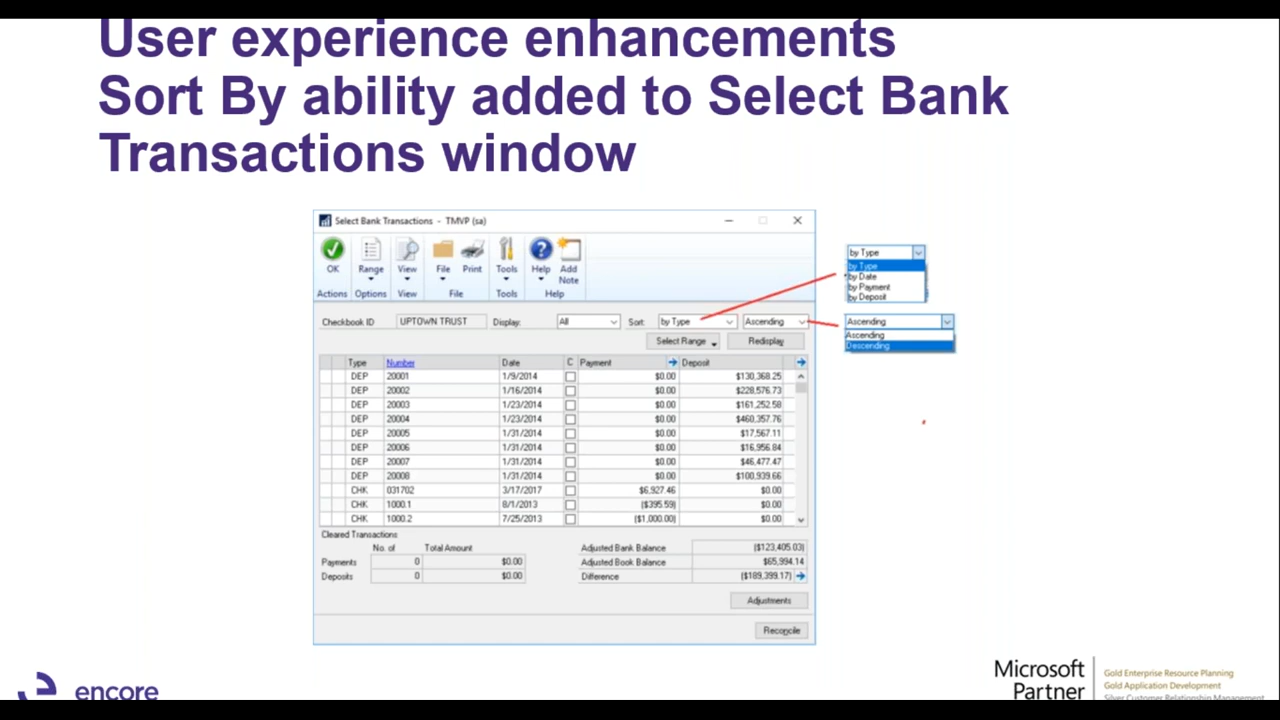 User experience enhancements
Sort By ability added to Select Bank
Transactions window
Select Bank Transactions - TMVP (sa)
OK Range View File Print Tools Help Add
Note
Actions Options View File Tools Help
Checkbook ID UPTOWN TRUST Display: All Sort: by Type Ascending
Select Range Redisplay
Type Number Date C Payment Deposit
DEP 20001 1/9/2014 $0.00 $130,368.25
DEP 20002 1/16/2014 $0.00 $228,576.73
DEP 20003 1/23/2014 $0.00 $161,252.58
DEP 20004 1/23/2014 $0.00 $460,357.76
DEP 20005 1/31/2014 $0.00 $17,567.11
DEP 20006 1/31/2014 $0.00 $16,956.84
DEP 20007 1/31/2014 $0.00 $46,477.47
DEP 20008 1/31/2014 $0.00 $100,939.66
CHK 031702 3/17/2017 $6,927.46 $0.00
CHK 1000.1 8/1/2013 ($395.59) $0.00
CHK 1000.2 7/25/2013 ($1,000.00) $0.00
Cleared Transactions
No. of Total Amount
Payments 0 $0.00
Deposits 0 $0.00
Adjusted Bank Balance ($123,405.03)
Adjusted Book Balance $65,994.14
Difference ($189,399.17)
Adjustments
Reconcile
by Type
by Type
by Date
by Payment
by Deposit
Ascending
Ascending
Descending
encore
Microsoft
Partner
Gold Enterprise Resource Planning
Gold Application Development
Silver Customer Relationship Management